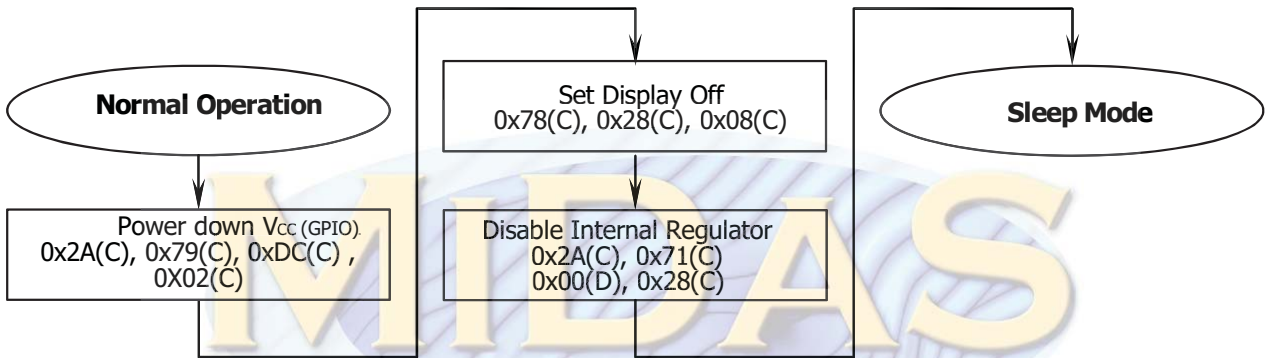 Normal Operation
Power down VCC (GPIO).
0x2A(C), 0x79(C), 0xDC(C) ,
0X02(C)
Set Display Off
0x78(C), 0x28(C), 0x08(C)
Disable Internal Regulator
0x2A(C), 0x71(C)
0x00(D), 0x28(C)
Sleep Mode
MIDAS